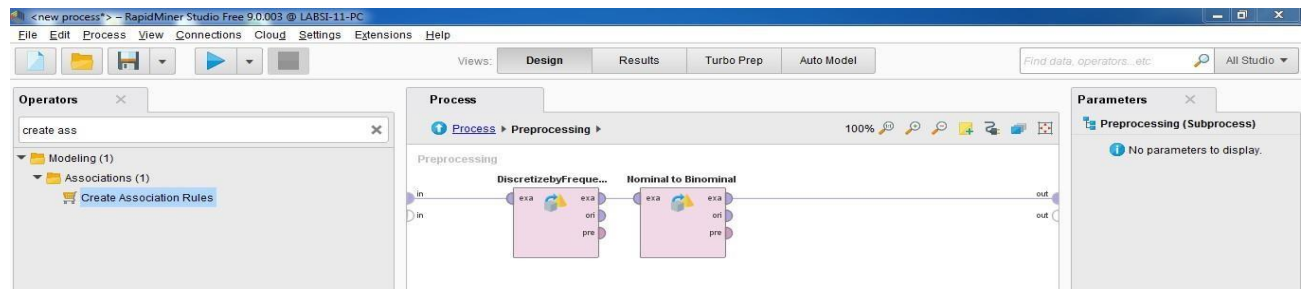 <new process*> – RapidMiner Studio Free 9.0.003 @ LABSI-11-PC
File Edit Process View Connections Cloud Settings Extensions Help
Views: Design Results Turbo Prep Auto Model
Find data, operators...etc
All Studio
Operators
create ass
Modeling (1)
Associations (1)
Create Association Rules
Process
Process Preprocessing
100%
Preprocessing
DiscretizebyFreque...
Nominal to Binominal
in
in
exa exa
ori
pre
exa exa
ori
pre
out
out
Parameters
Preprocessing (Subprocess)
No parameters to display.